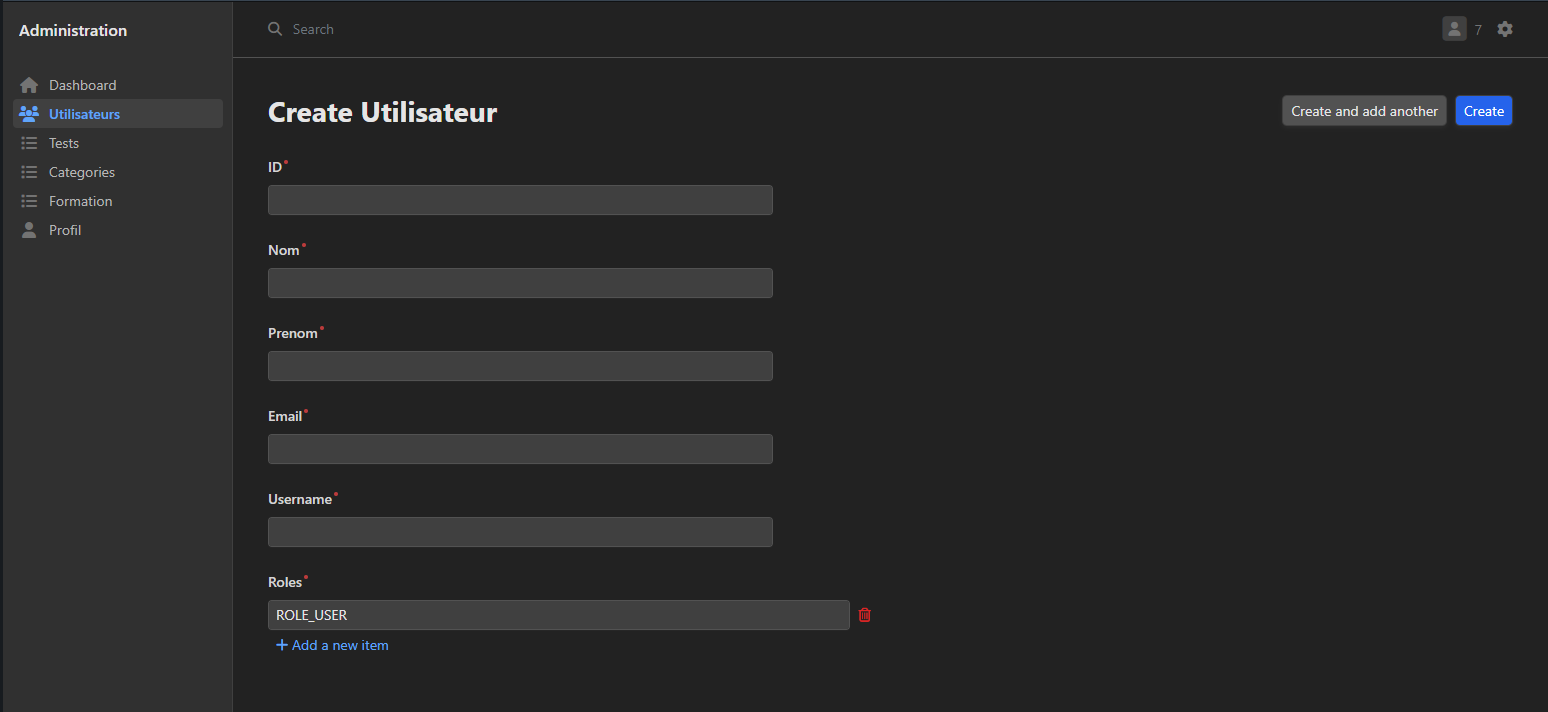 Administration
Search
7
Dashboard
Utilisateurs
Tests
Categories
Formation
Profil
Create Utilisateur
Create and add another
Create
ID*
Nom*
Prenom*
Email*
Username*
Roles*
ROLE_USER
+ Add a new item